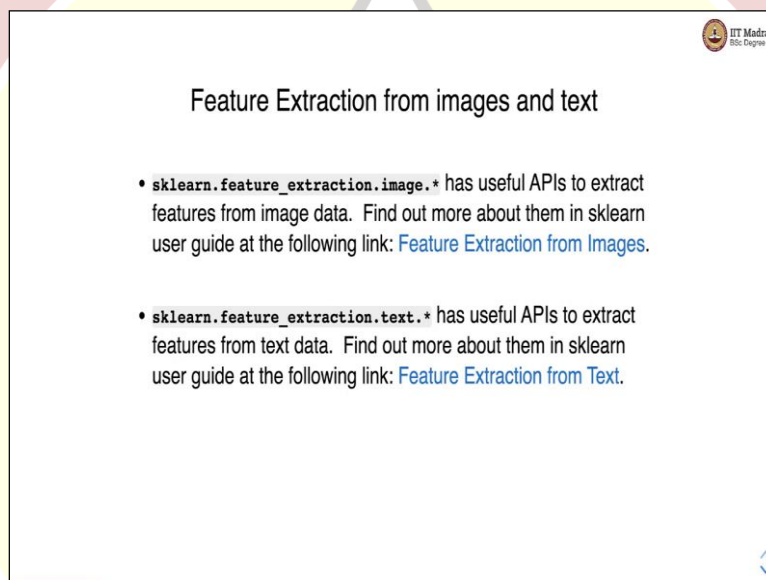 IIT Madra
BSc Degree
Feature Extraction from images and text
• sklearn.feature_extraction.image.* has useful APIs to extract
features from image data. Find out more about them in sklearn
user guide at the following link: Feature Extraction from Images.
• sklearn.feature_extraction.text.* has useful APIs to extract
features from text data. Find out more about them in sklearn
user guide at the following link: Feature Extraction from Text.